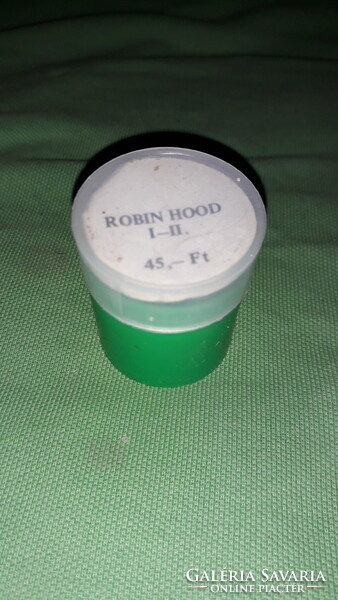 ROBIN HOOD
I–II.
45,– Ft
GALÉRIA SAVARIA
ONLINE PIACTÉR